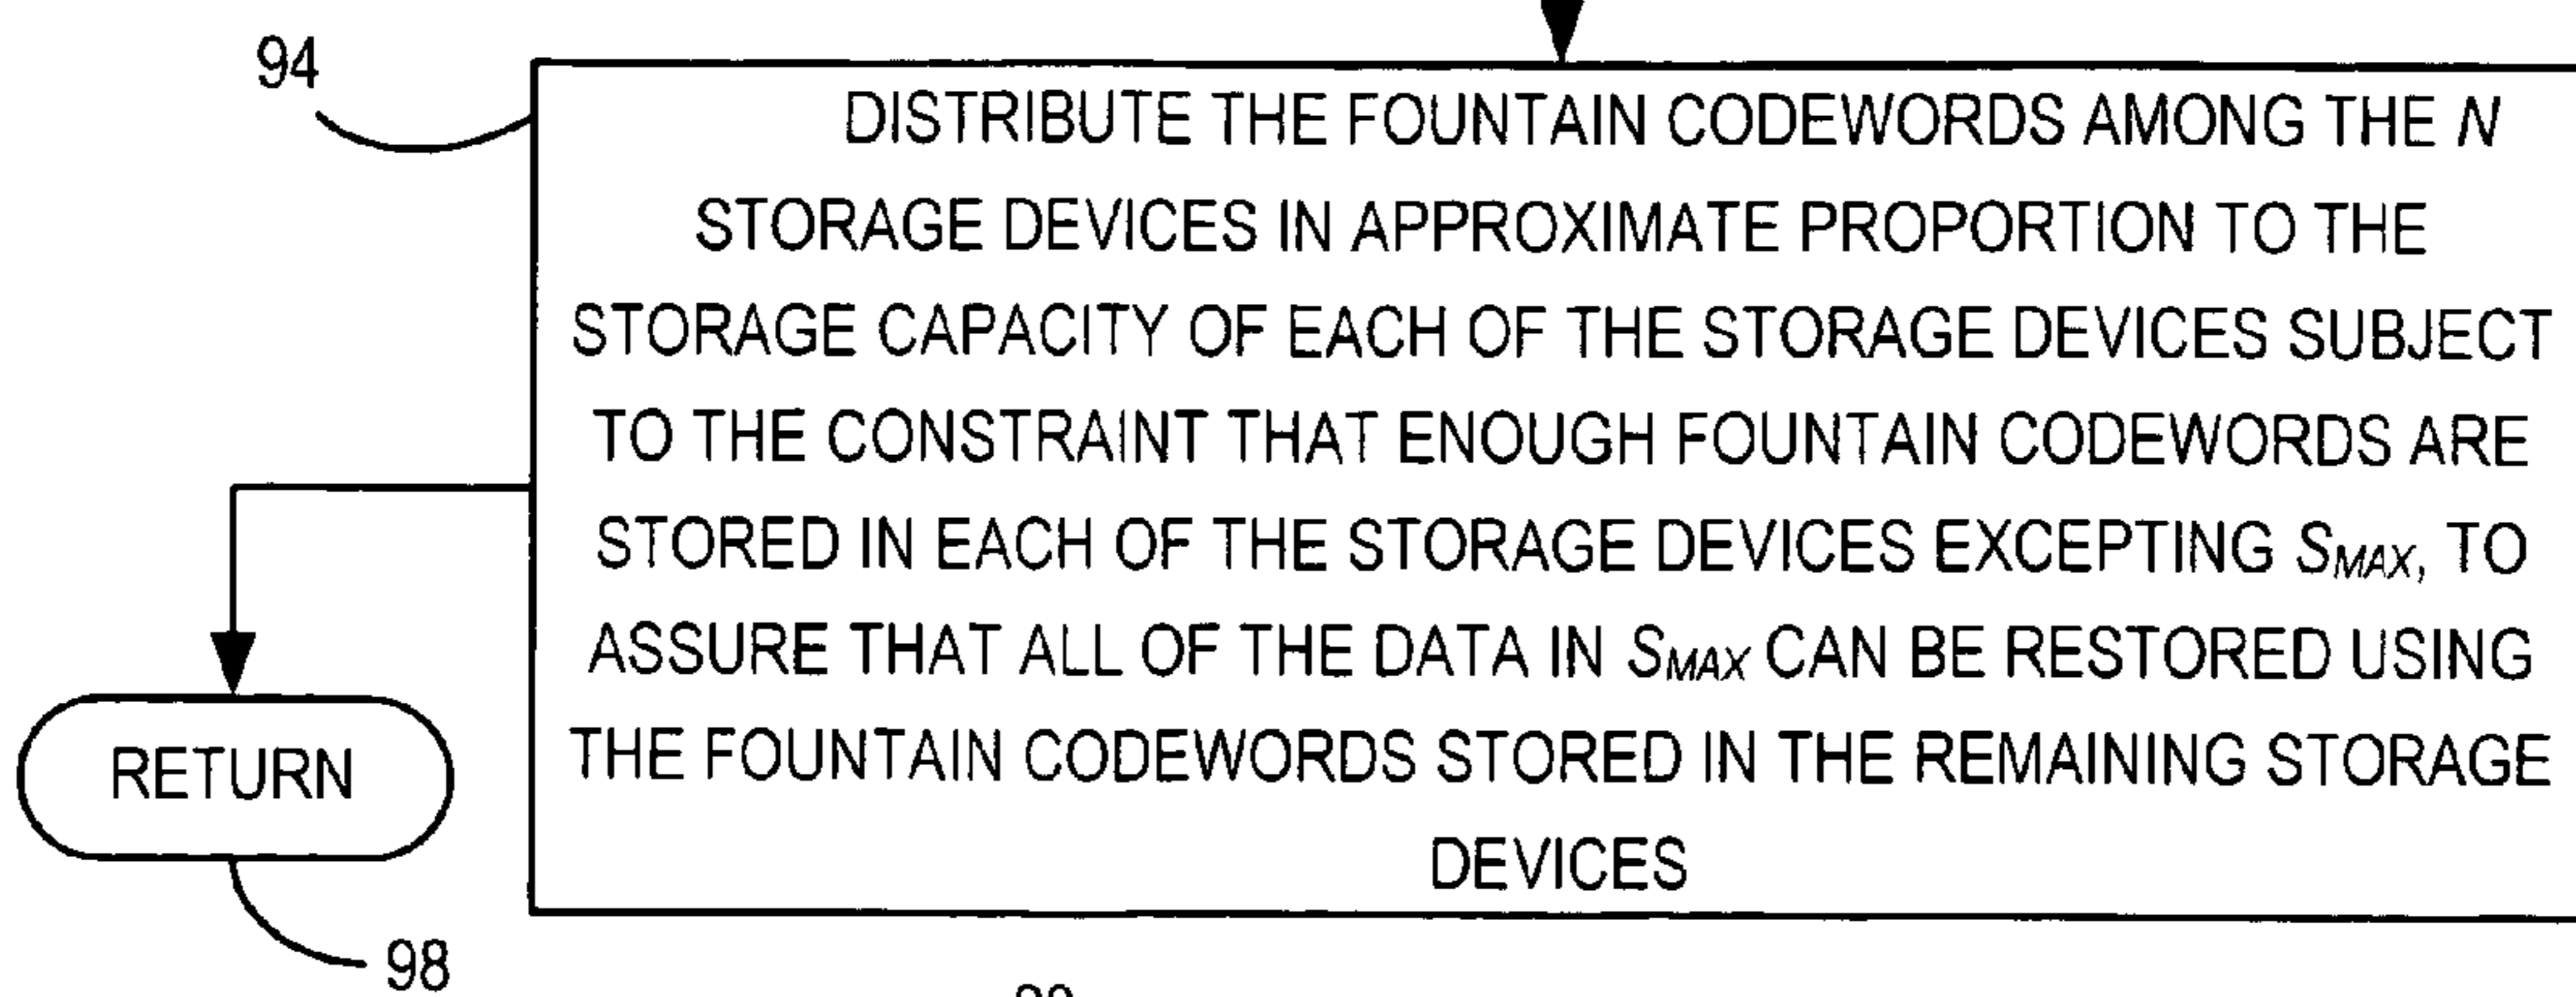 94
DISTRIBUTE THE FOUNTAIN CODEWORDS AMONG THE N
STORAGE DEVICES IN APPROXIMATE PROPORTION TO THE
STORAGE CAPACITY OF EACH OF THE STORAGE DEVICES SUBJECT
TO THE CONSTRAINT THAT ENOUGH FOUNTAIN CODEWORDS ARE
STORED IN EACH OF THE STORAGE DEVICES EXCEPTING SMAX, TO
ASSURE THAT ALL OF THE DATA IN SMAX CAN BE RESTORED USING
THE FOUNTAIN CODEWORDS STORED IN THE REMAINING STORAGE
DEVICES
RETURN
98